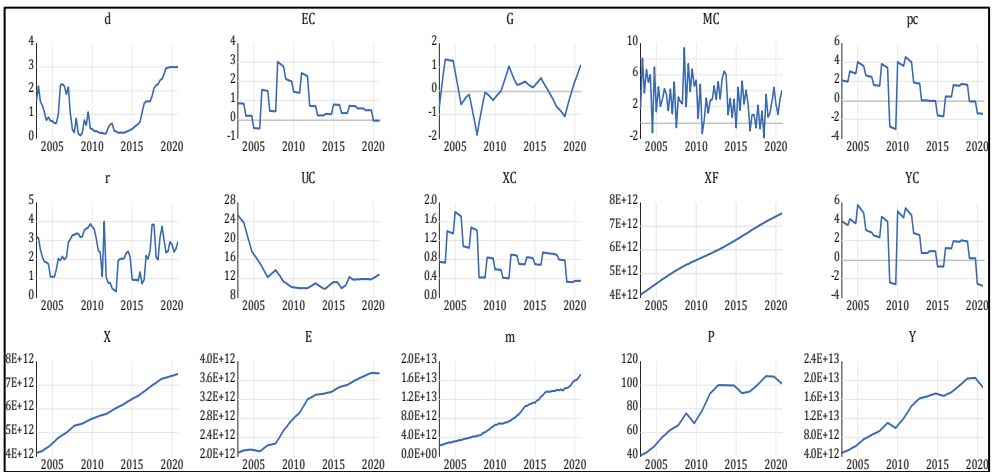 d
4
3
2
1
0
2005 2010 2015 2020
EC
4
3
2
1
0
-1
2005 2010 2015 2020
G
2
1
0
-1
-2
2005 2010 2015 2020
MC
10
6
2
-2
2005 2010 2015 2020
pc
6
4
2
0
-2
-4
2005 2010 2015 2020
r
5
4
3
2
1
0
2005 2010 2015 2020
UC
28
24
20
16
12
8
2005 2010 2015 2020
XC
2.0
1.6
1.2
0.8
0.4
0.0
2005 2010 2015 2020
XF
8E+12
7E+12
6E+12
5E+12
4E+12
2005 2010 2015 2020
YC
6
4
2
0
-2
-4
2005 2010 2015 2020
X
8E+12
7E+12
6E+12
5E+12
4E+12
2005 2010 2015 2020
E
4.0E+12
3.6E+12
3.2E+12
2.8E+12
2.4E+12
2.0E+12
2005 2010 2015 2020
m
2.0E+13
1.6E+13
1.2E+13
8.0E+12
4.0E+12
0.0E+00
2005 2010 2015 2020
P
120
100
80
60
40
2005 2010 2015 2020
Y
2.4E+13
2.0E+13
1.6E+13
1.2E+13
8.0E+12
4.0E+12
2005 2010 2015 2020